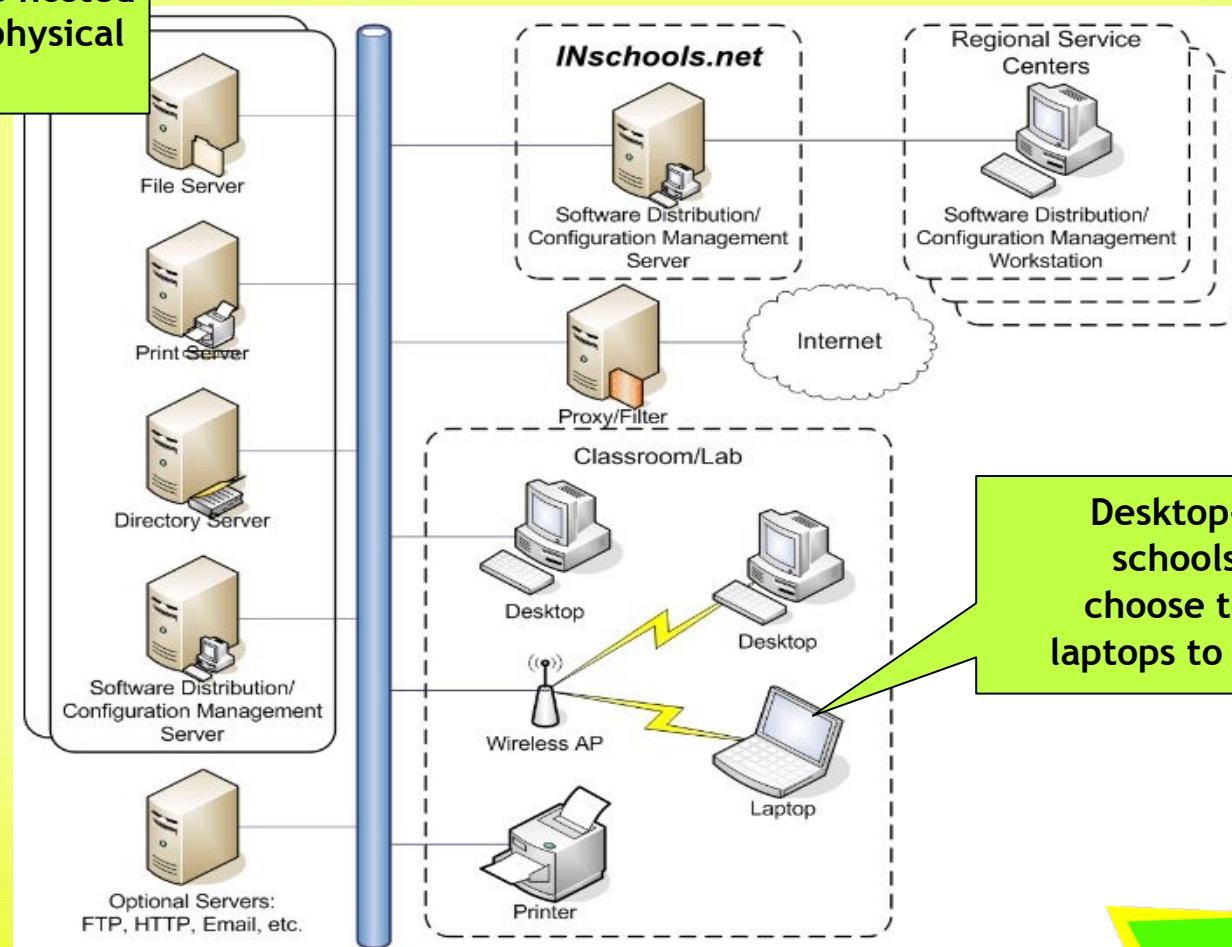 physical
File Server
Print Server
Directory Server
Software Distribution/
Configuration Management
Server
Optional Servers:
FTP, HTTP, Email, etc.
INschools.net
Software Distribution/
Configuration Management
Server
Regional Service
Centers
Software Distribution/
Configuration Management
Workstation
Proxy/Filter
Internet
Classroom/Lab
Desktop
Desktop
Wireless AP
Laptop
Printer
Desktop-
schools
choose t
laptops to